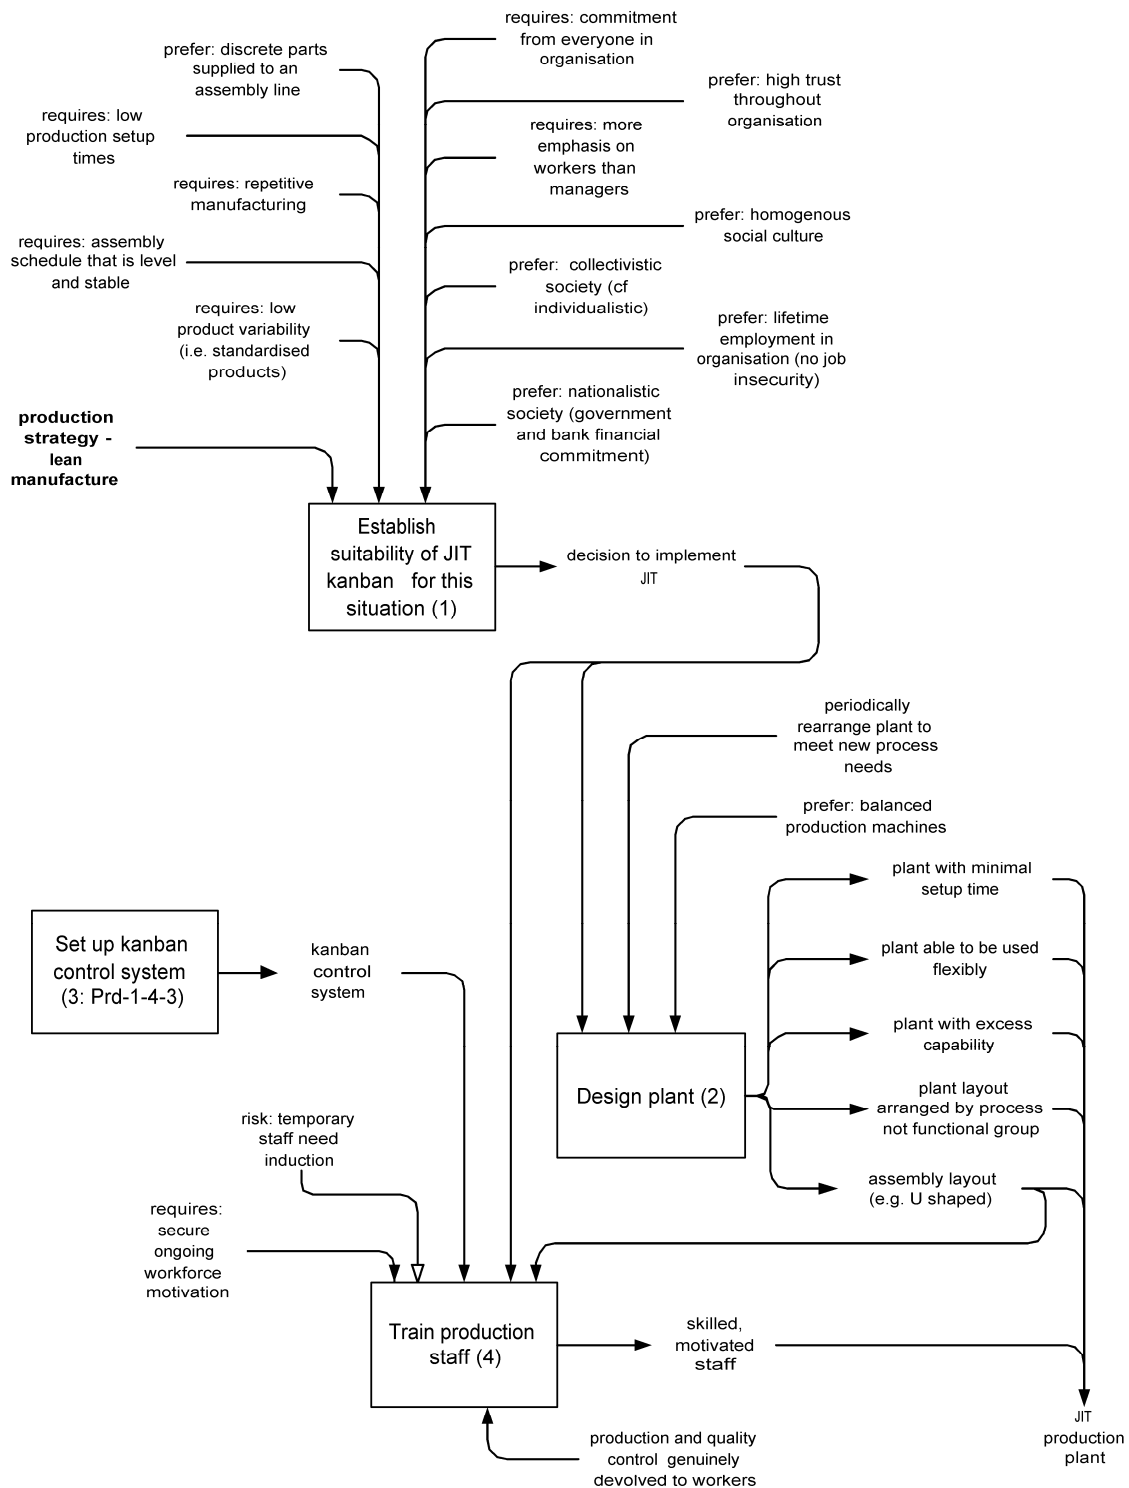 requires: commitment
from everyone in
organisation
prefer: discrete parts
supplied to an
assembly line
prefer: high trust
throughout
organisation
requires: low
production setup
times
requires: more
emphasis on
workers than
managers
requires: repetitive
manufacturing
prefer: homogenous
social culture
requires: assembly
schedule that is level
and stable
prefer: collectivistic
society (cf
individualistic)
requires: low
product variability
(i.e. standardised
products)
prefer: lifetime
employment in
organisation (no job
insecurity)
prefer: nationalistic
society (government
and bank financial
commitment)
production
strategy -
lean
manufacture
Establish
suitability of JIT
kanban for this
situation (1)
decision to implement
JIT
periodically
rearrange plant to
meet new process
needs
prefer: balanced
production machines
plant with minimal
setup time
Set up kanban
control system
(3: Prd-1-4-3)
kanban
control
system
plant able to be used
flexibly
plant with excess
capability
Design plant (2)
plant layout
arranged by process
not functional group
risk: temporary
staff need
induction
assembly layout
(e.g. U shaped)
requires:
secure
ongoing
workforce
motivation
Train production
staff (4)
skilled,
motivated
staff
production and quality
control genuinely
devolved to workers
JIT
production
plant